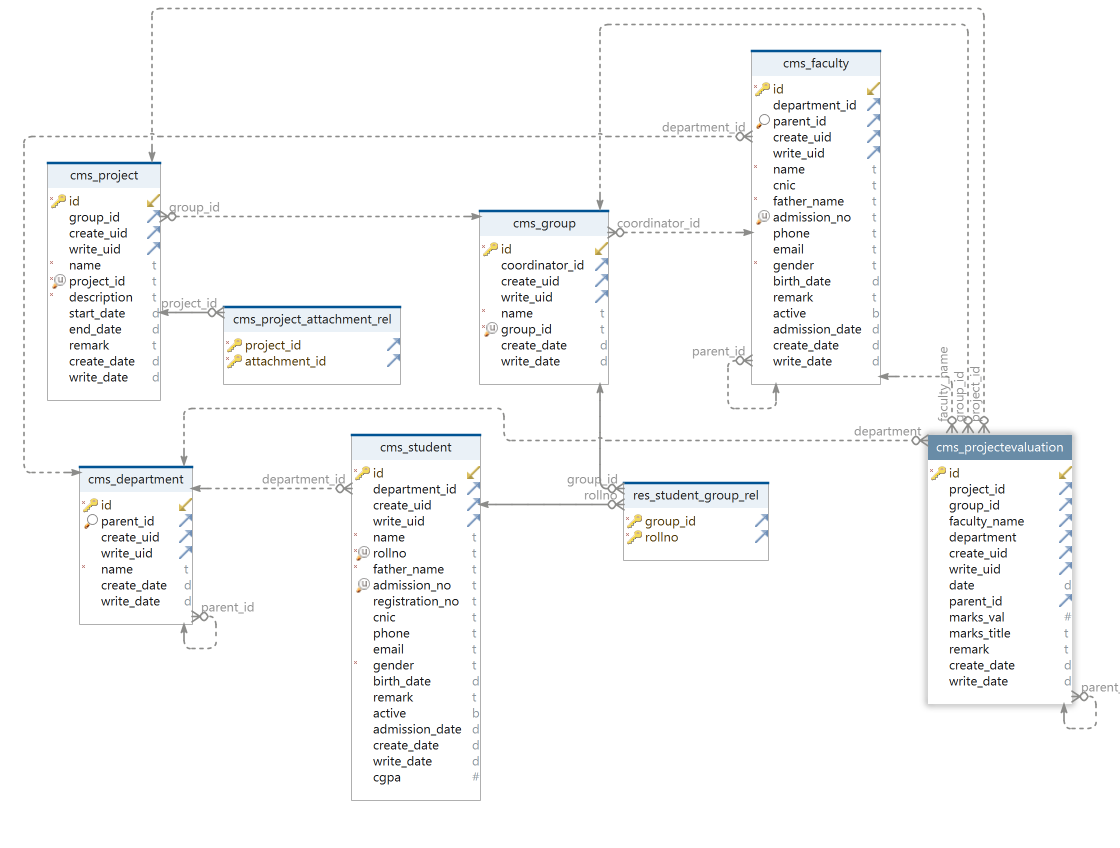 cms_faculty
id
department_id
parent_id
create_uid
write_uid
name t
cnic t
father_name t
admission_no t
phone t
email t
gender t
birth_date d
remark t
active b
admission_date d
create_date d
write_date d
department_id
parent_id
cms_project
id
group_id
create_uid
write_uid
name t
project_id t
description t
start_date d
end_date d
remark t
create_date d
write_date d
group_id
project_id
cms_project_attachment_rel
project_id
attachment_id
cms_group
id
coordinator_id
create_uid
write_uid
name t
group_id t
create_date d
write_date d
coordinator_id
faculty_name
group_id
project_id
department
cms_projectevaluation
id
project_id
group_id
faculty_name
department
create_uid
write_uid
date d
parent_id
marks_val #
marks_title t
remark t
create_date d
write_date d
parent_
cms_department
id
parent_id
create_uid
write_uid
name t
create_date d
write_date d
parent_id
department_id
cms_student
id
department_id
create_uid
write_uid
name t
rollno t
father_name t
admission_no t
registration_no t
cnic t
phone t
email t
gender t
birth_date d
remark t
active b
admission_date d
create_date d
write_date d
cgpa #
group_id
rollno
res_student_group_rel
group_id
rollno